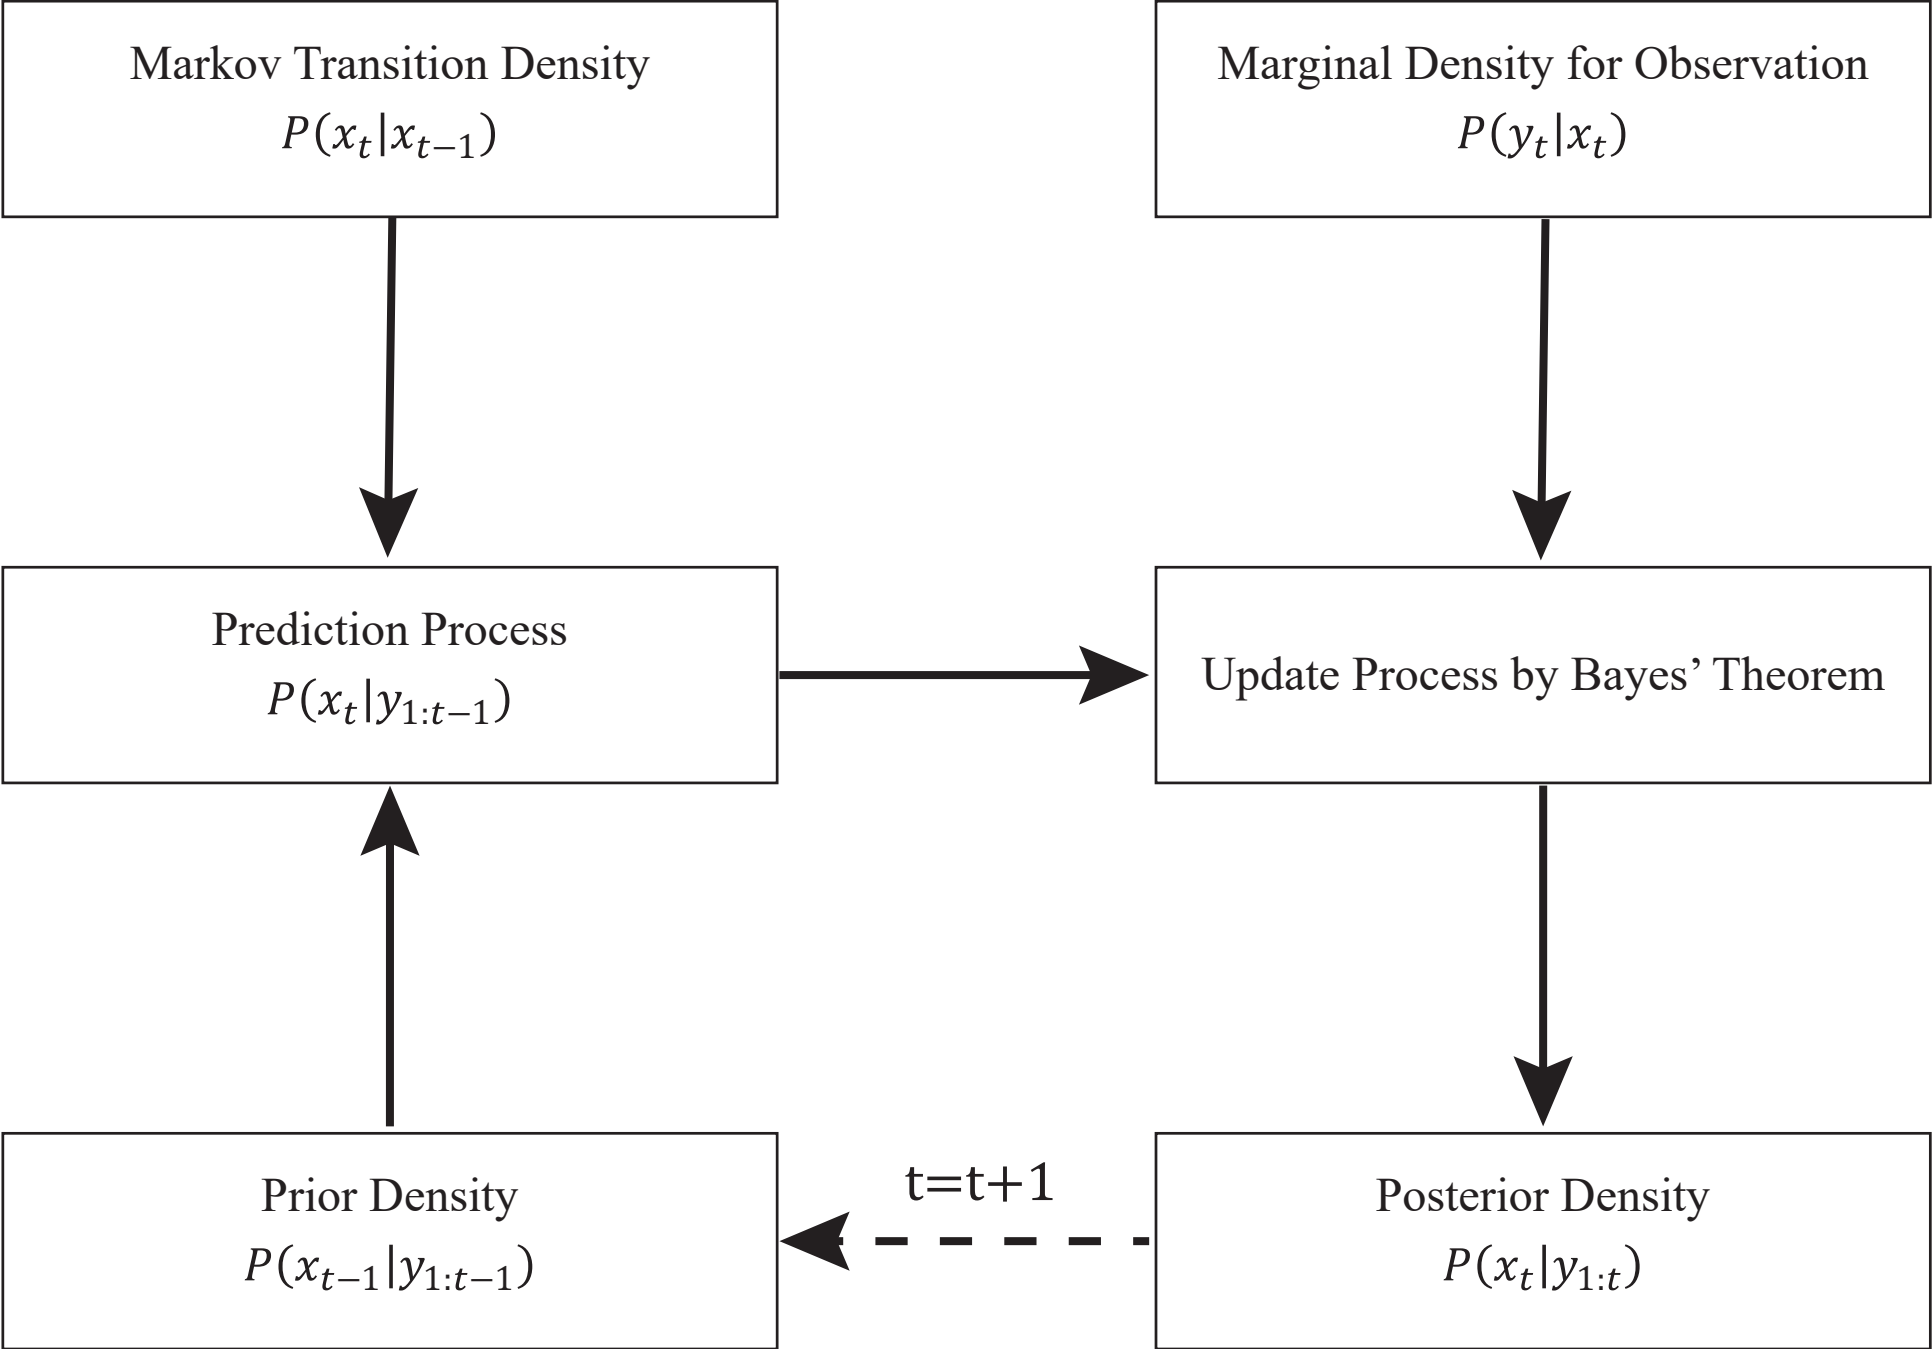 Markov Transition Density
P(xₜ|xₜ₋₁)
Marginal Density for Observation
P(yₜ|xₜ)
Prediction Process
P(xₜ|y₁:ₜ₋₁)
Update Process by Bayes’ Theorem
Prior Density
P(xₜ₋₁|y₁:ₜ₋₁)
t=t+1
Posterior Density
P(xₜ|y₁:ₜ)